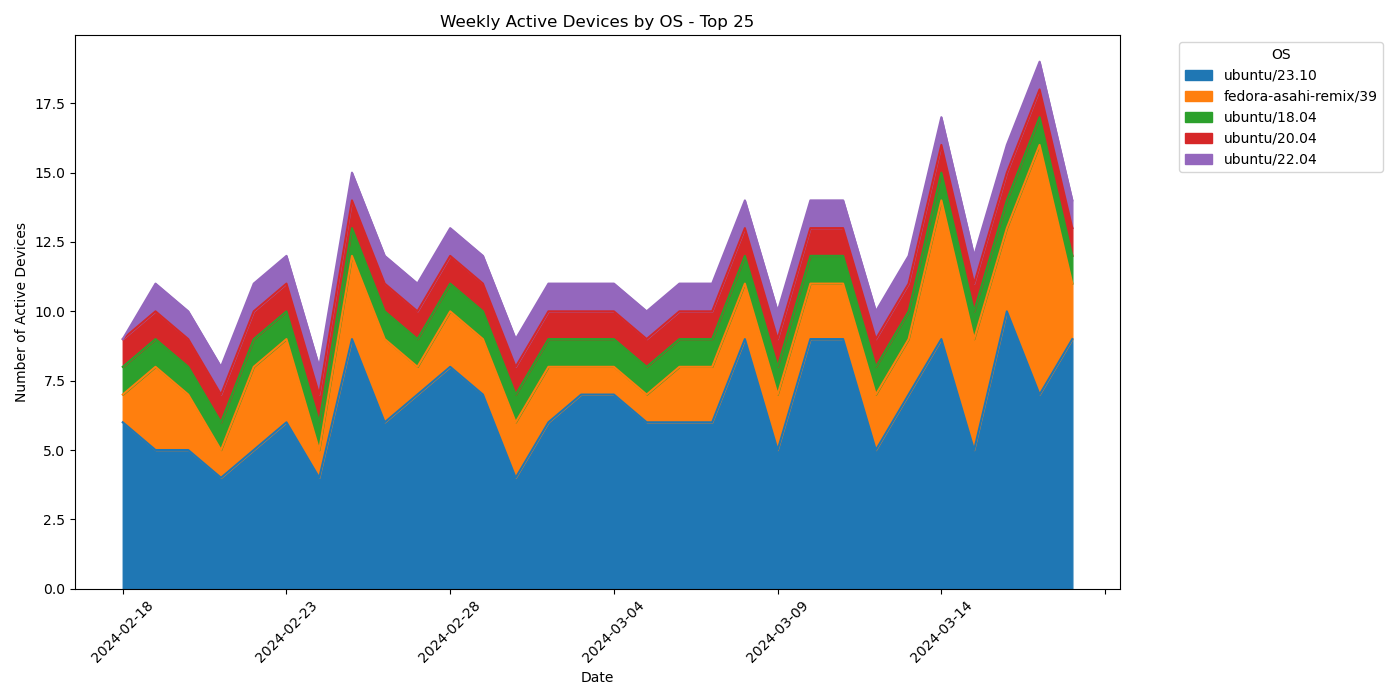 Weekly Active Devices by OS - Top 25
OS
ubuntu/23.10
fedora-asahi-remix/39
ubuntu/18.04
ubuntu/20.04
ubuntu/22.04
Number of Active Devices
17.5
15.0
12.5
10.0
7.5
5.0
2.5
0.0
2024-02-18
2024-02-23
2024-02-28
2024-03-04
2024-03-09
2024-03-14
Date